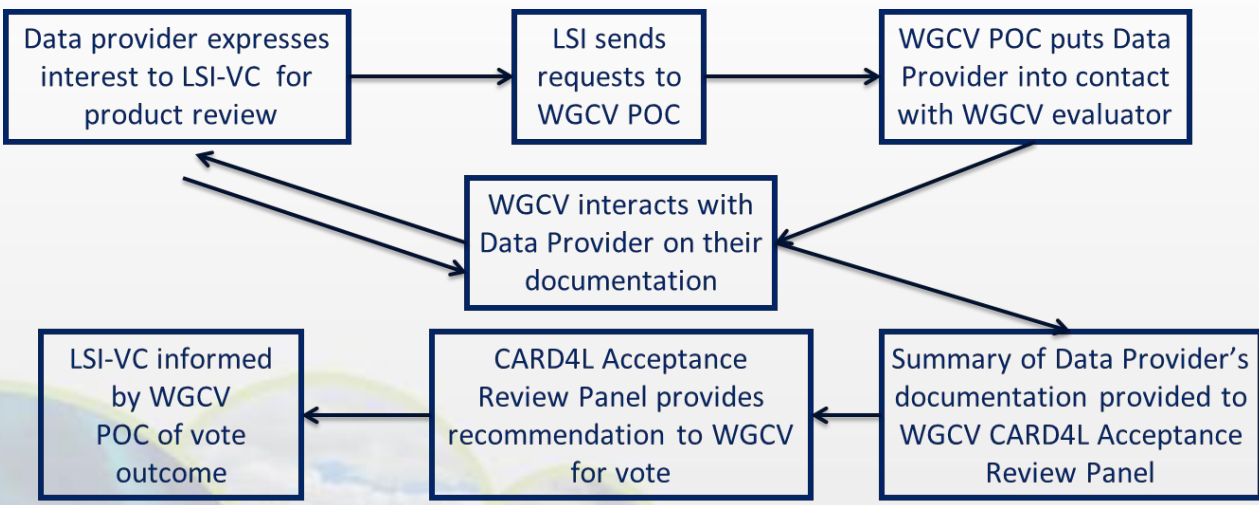 Data provider expresses
interest to LSI-VC for
product review
LSI sends
requests to
WGCV POC
WGCV POC puts Data
Provider into contact
with WGCV evaluator
WGCV interacts with
Data Provider on their
documentation
Summary of Data Provider's
documentation provided to
WGCV CARD4L Acceptance
Review Panel
CARD4L Acceptance
Review Panel provides
recommendation to WGCV
for vote
LSI-VC informed
by WGCV
POC of vote
outcome